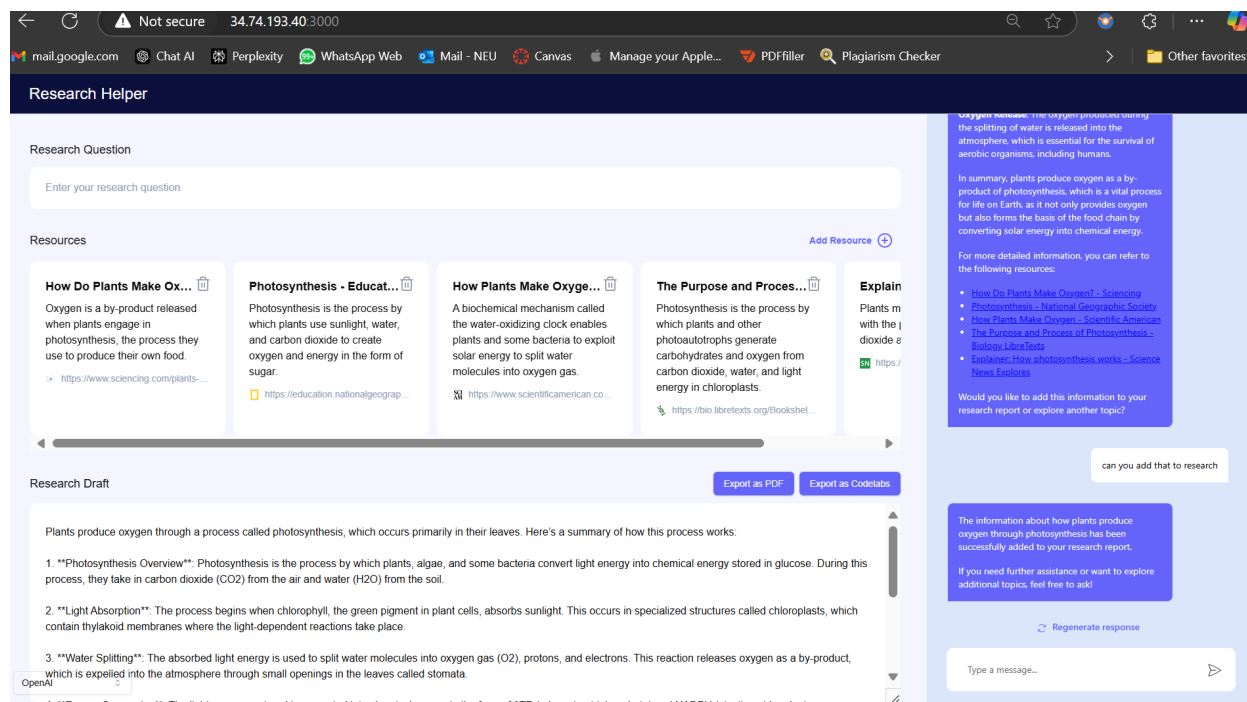 Not secure 34.74.193.40:3000
mail.google.com Chat AI Perplexity 99+ WhatsApp Web Mail - NEU Canvas Manage your Apple... PDFfiller Plagiarism Checker Other favorites
Research Helper
Research Question
Enter your research question
Resources
Add Resource
How Do Plants Make Ox...
Oxygen is a by-product released
when plants engage in
photosynthesis, the process they
use to produce their own food.
https://www.sciencing.com/plants-...
Photosynthesis - Educat...
Photosynthesis is the process by
which plants use sunlight, water,
and carbon dioxide to create
oxygen and energy in the form of
sugar.
https://education.nationalgeograp...
How Plants Make Oxyge...
A biochemical mechanism called
the water-oxidizing clock enables
plants and some bacteria to exploit
solar energy to split water
molecules into oxygen gas.
https://www.scientificamerican.co...
The Purpose and Proces...
Photosynthesis is the process by
which plants and other
photoautotrophs generate
carbohydrates and oxygen from
carbon dioxide, water, and light
energy in chloroplasts.
https://bio.libretexts.org/Bookshel...
Explain
Plants m
with the
dioxide a
SN https:/
Research Draft
Export as PDF
Export as Codelabs
Plants produce oxygen through a process called photosynthesis, which occurs primarily in their leaves. Here's a summary of how this process works:
1. **Photosynthesis Overview**: Photosynthesis is the process by which plants, algae, and some bacteria convert light energy into chemical energy stored in glucose. During this
process, they take in carbon dioxide (CO2) from the air and water (H2O) from the soil.
2. **Light Absorption**: The process begins when chlorophyll, the green pigment in plant cells, absorbs sunlight. This occurs in specialized structures called chloroplasts, which
contain thylakoid membranes where the light-dependent reactions take place.
3. **Water Splitting**: The absorbed light energy is used to split water molecules into oxygen gas (O2), protons, and electrons. This reaction releases oxygen as a by-product,
which is expelled into the atmosphere through small openings in the leaves called stomata.
OpenAI
Oxygen Release: The oxygen produced during
the splitting of water is released into the
atmosphere, which is essential for the survival of
aerobic organisms, including humans.
In summary, plants produce oxygen as a by-
product of photosynthesis, which is a vital process
for life on Earth, as it not only provides oxygen
but also forms the basis of the food chain by
converting solar energy into chemical energy.
For more detailed information, you can refer to
the following resources:
• How Do Plants Make Oxygen? - Sciencing
• Photosynthesis - National Geographic Society
• How Plants Make Oxygen - Scientific American
• The Purpose and Process of Photosynthesis -
Biology LibreTexts
• Explainer: How photosynthesis works - Science
News Explores
Would you like to add this information to your
research report or explore another topic?
can you add that to research
The information about how plants produce
oxygen through photosynthesis has been
successfully added to your research report.
If you need further assistance or want to explore
additional topics, feel free to ask!
Regenerate response
Type a message...